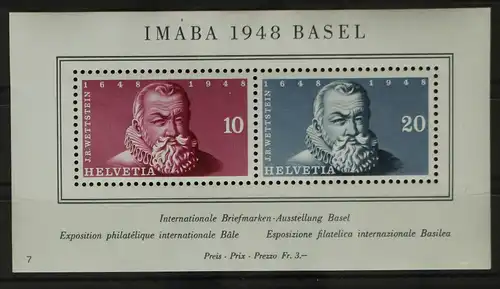 IMABA 1948 BASEL
1648 1948
J.R. WETTSTEIN
10
HELVETIA
1648 1948
J.R. WETTSTEIN
20
HELVETIA
Internationale Briefmarken-Ausstellung Basel
Exposition philatélique internationale Bâle Esposizione filatelica internazionale Basilea
Preis - Prix - Prezzo Fr. 3.—
7